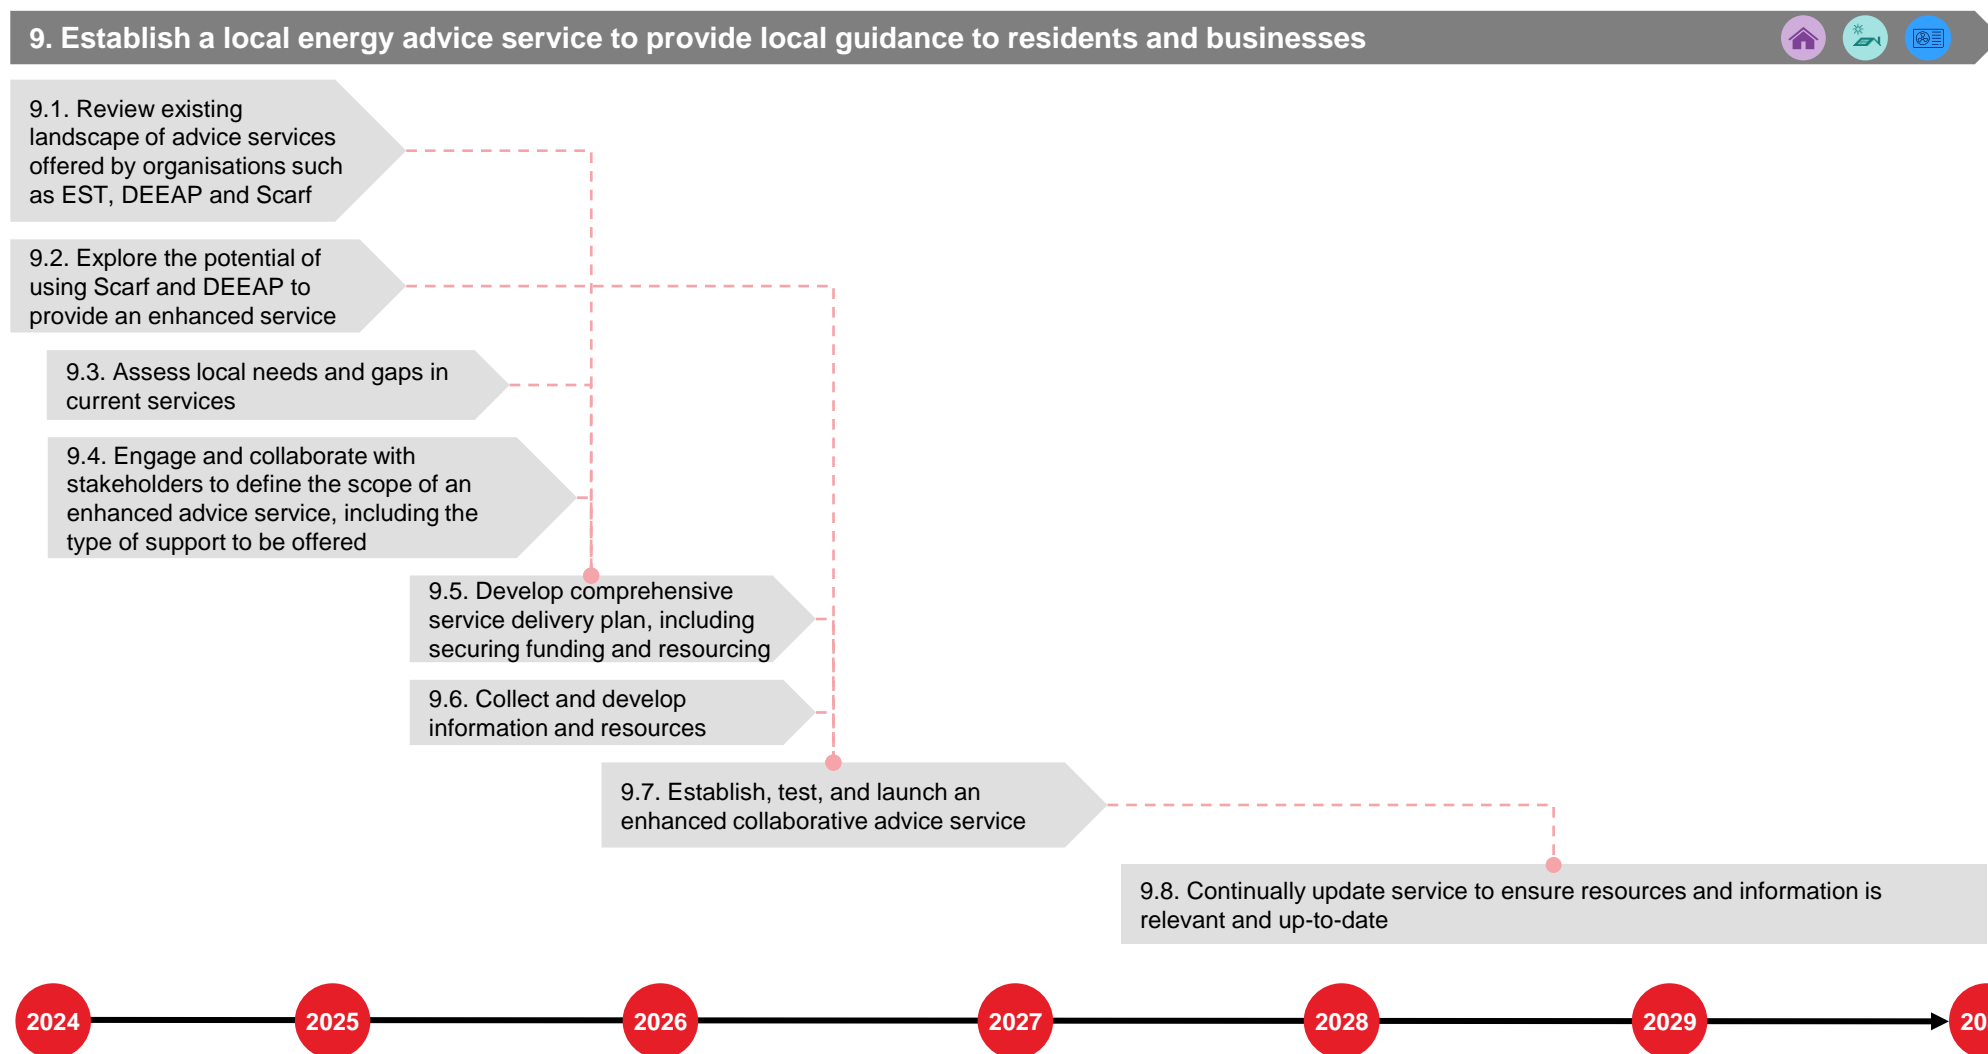 9. Establish a local energy advice service to provide local guidance to residents and businesses
9.1. Review existing
landscape of advice services
offered by organisations such
as EST, DEEAP and Scarf
9.2. Explore the potential of
using Scarf and DEEAP to
provide an enhanced service
9.3. Assess local needs and gaps in
current services
9.4. Engage and collaborate with
stakeholders to define the scope of an
enhanced advice service, including the
type of support to be offered
9.5. Develop comprehensive
service delivery plan, including
securing funding and resourcing
9.6. Collect and develop
information and resources
9.7. Establish, test, and launch an
enhanced collaborative advice service
9.8. Continually update service to ensure resources and information is
relevant and up-to-date
2024
2025
2026
2027
2028
2029
20